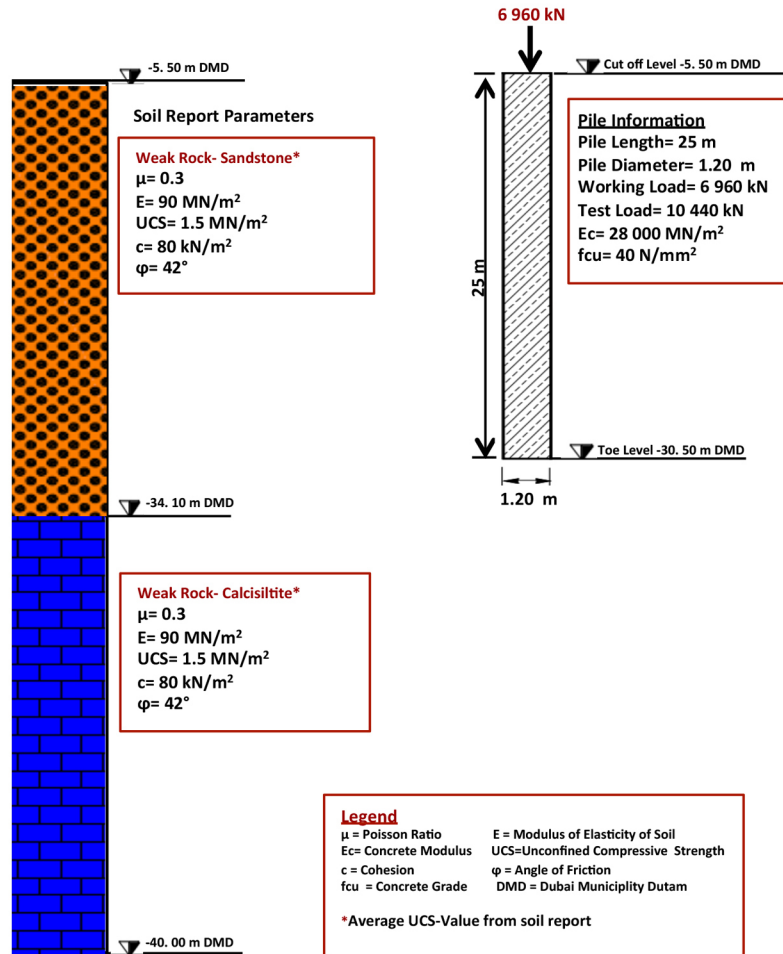 6 960 kN
-5. 50 m DMD
Cut off Level -5. 50 m DMD
Soil Report Parameters
Weak Rock- Sandstone*
μ= 0.3
E= 90 MN/m²
UCS= 1.5 MN/m²
c= 80 kN/m²
φ= 42°
Pile Information
Pile Length= 25 m
Pile Diameter= 1.20 m
Working Load= 6 960 kN
Test Load= 10 440 kN
Ec= 28 000 MN/m²
fcu= 40 N/mm²
25 m
Toe Level -30. 50 m DMD
1.20 m
-34. 10 m DMD
Weak Rock- Calcisiltite*
μ= 0.3
E= 90 MN/m²
UCS= 1.5 MN/m²
c= 80 kN/m²
φ= 42°
Legend
μ = Poisson Ratio E = Modulus of Elasticity of Soil
Ec= Concrete Modulus UCS=Unconfined Compressive Strength
c = Cohesion φ = Angle of Friction
fcu = Concrete Grade DMD = Dubai Municiplity Dutam
*Average UCS-Value from soil report
-40. 00 m DMD